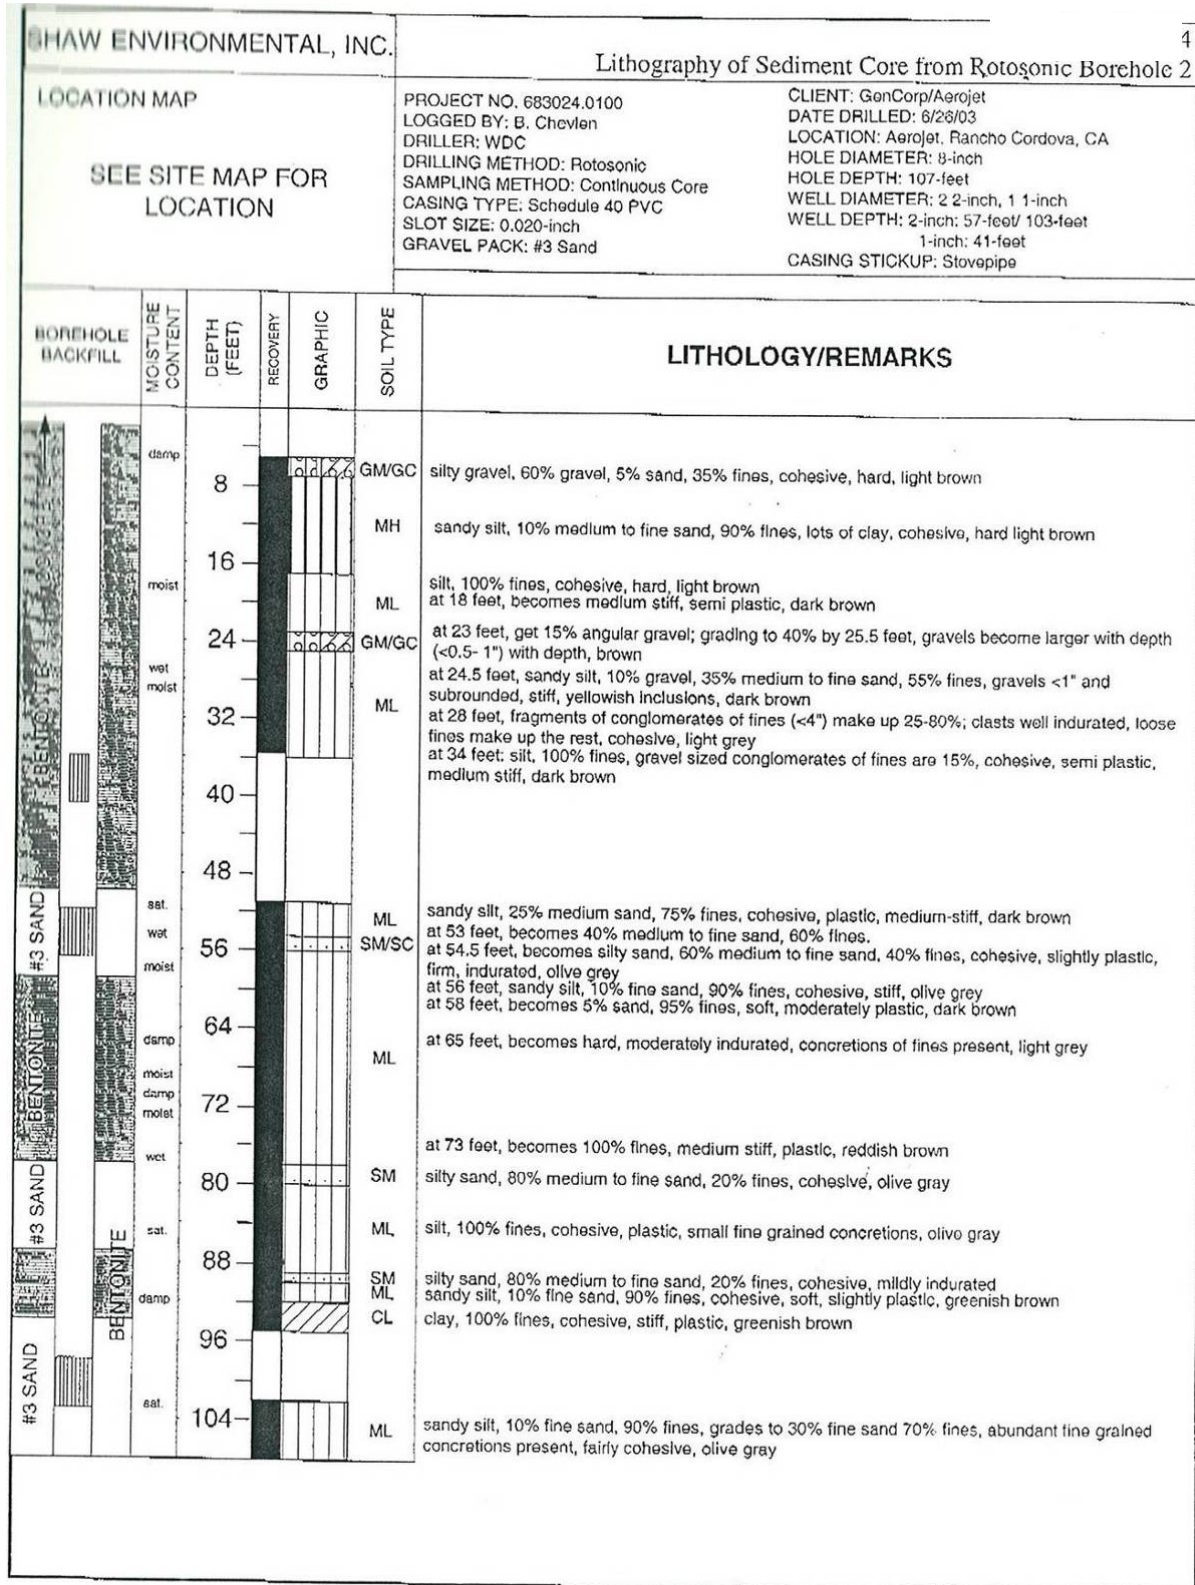 SHAW ENVIRONMENTAL, INC.
4
Lithography of Sediment Core from Rotosonic Borehole 2
LOCATION MAP
SEE SITE MAP FOR
LOCATION
PROJECT NO. 683024.0100
LOGGED BY: B. Chevlen
DRILLER: WDC
DRILLING METHOD: Rotosonic
SAMPLING METHOD: Continuous Core
CASING TYPE: Schedule 40 PVC
SLOT SIZE: 0.020-inch
GRAVEL PACK: #3 Sand
CLIENT: GenCorp/Aerojet
DATE DRILLED: 6/26/03
LOCATION: Aerojet, Rancho Cordova, CA
HOLE DIAMETER: 8-inch
HOLE DEPTH: 107-feet
WELL DIAMETER: 2 2-inch, 1 1-inch
WELL DEPTH: 2-inch: 57-feet/ 103-feet
1-inch: 41-feet
CASING STICKUP: Stovepipe
BOREHOLE
BACKFILL
MOISTURE
CONTENT
DEPTH
(FEET)
RECOVERY
GRAPHIC
SOIL TYPE
LITHOLOGY/REMARKS
damp
8
GM/GC
silty gravel, 60% gravel, 5% sand, 35% fines, cohesive, hard, light brown
MH
sandy silt, 10% medium to fine sand, 90% fines, lots of clay, cohesive, hard light brown
16
moist
ML
silt, 100% fines, cohesive, hard, light brown
at 18 feet, becomes medium stiff, semi plastic, dark brown
24
GM/GC
at 23 feet, get 15% angular gravel; grading to 40% by 25.5 feet, gravels become larger with depth
(<0.5- 1") with depth, brown
wet
moist
BENTONITE
32
ML
at 24.5 feet, sandy silt, 10% gravel, 35% medium to fine sand, 55% fines, gravels <1" and
subrounded, stiff, yellowish inclusions, dark brown
at 28 feet, fragments of conglomerates of fines (<4") make up 25-80%; clasts well indurated, loose
fines make up the rest, cohesive, light grey
at 34 feet: silt, 100% fines, gravel sized conglomerates of fines are 15%, cohesive, semi plastic,
medium stiff, dark brown
40
48
#3 SAND
sat.
wet
moist
ML
sandy silt, 25% medium sand, 75% fines, cohesive, plastic, medium-stiff, dark brown
at 53 feet, becomes 40% medium to fine sand, 60% fines.
56
SM/SC
at 54.5 feet, becomes silty sand, 60% medium to fine sand, 40% fines, cohesive, slightly plastic,
firm, indurated, olive grey
at 56 feet, sandy silt, 10% fine sand, 90% fines, cohesive, stiff, olive grey
at 58 feet, becomes 5% sand, 95% fines, soft, moderately plastic, dark brown
64
BENTONITE
damp
moist
damp
moist
ML
at 65 feet, becomes hard, moderately indurated, concretions of fines present, light grey
72
at 73 feet, becomes 100% fines, medium stiff, plastic, reddish brown
wet
#3 SAND
80
SM
silty sand, 80% medium to fine sand, 20% fines, cohesive, olive gray
sat.
ML
silt, 100% fines, cohesive, plastic, small fine grained concretions, olive gray
88
BENTONITE
SM
silty sand, 80% medium to fine sand, 20% fines, cohesive, mildly indurated
damp
ML
sandy silt, 10% fine sand, 90% fines, cohesive, soft, slightly plastic, greenish brown
CL
clay, 100% fines, cohesive, stiff, plastic, greenish brown
96
#3 SAND
sat.
104
ML
sandy silt, 10% fine sand, 90% fines, grades to 30% fine sand 70% fines, abundant fine grained
concretions present, fairly cohesive, olive gray